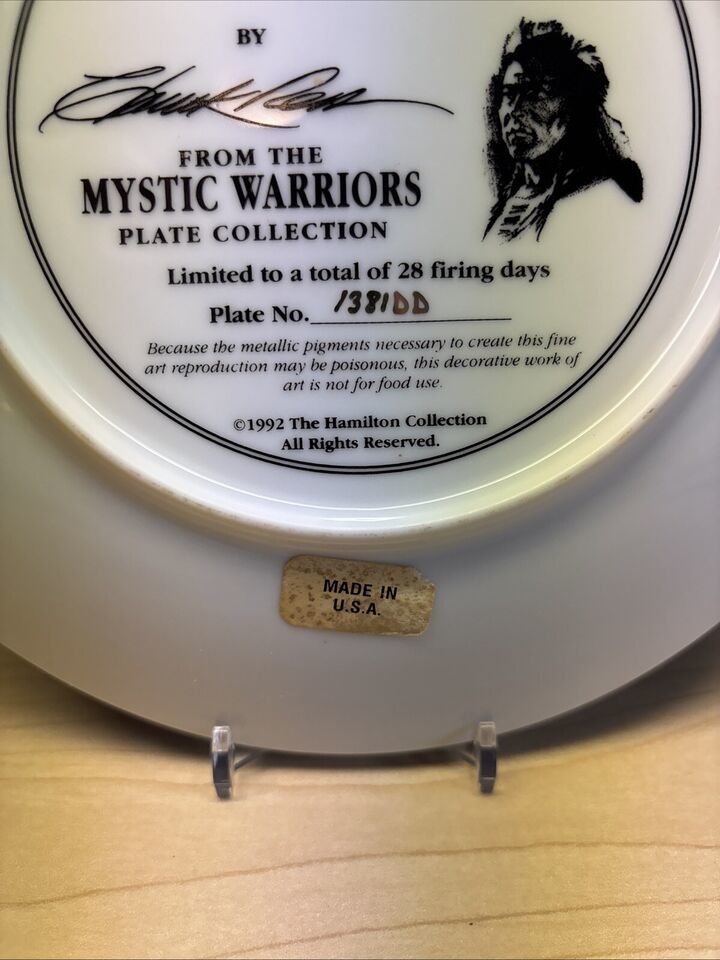 BY
Chuck Ren
FROM THE
MYSTIC WARRIORS
PLATE COLLECTION
Limited to a total of 28 firing days
Plate No. 1381DD
Because the metallic pigments necessary to create this fine
art reproduction may be poisonous, this decorative work of
art is not for food use.
©1992 The Hamilton Collection
All Rights Reserved.
MADE IN
U.S.A.